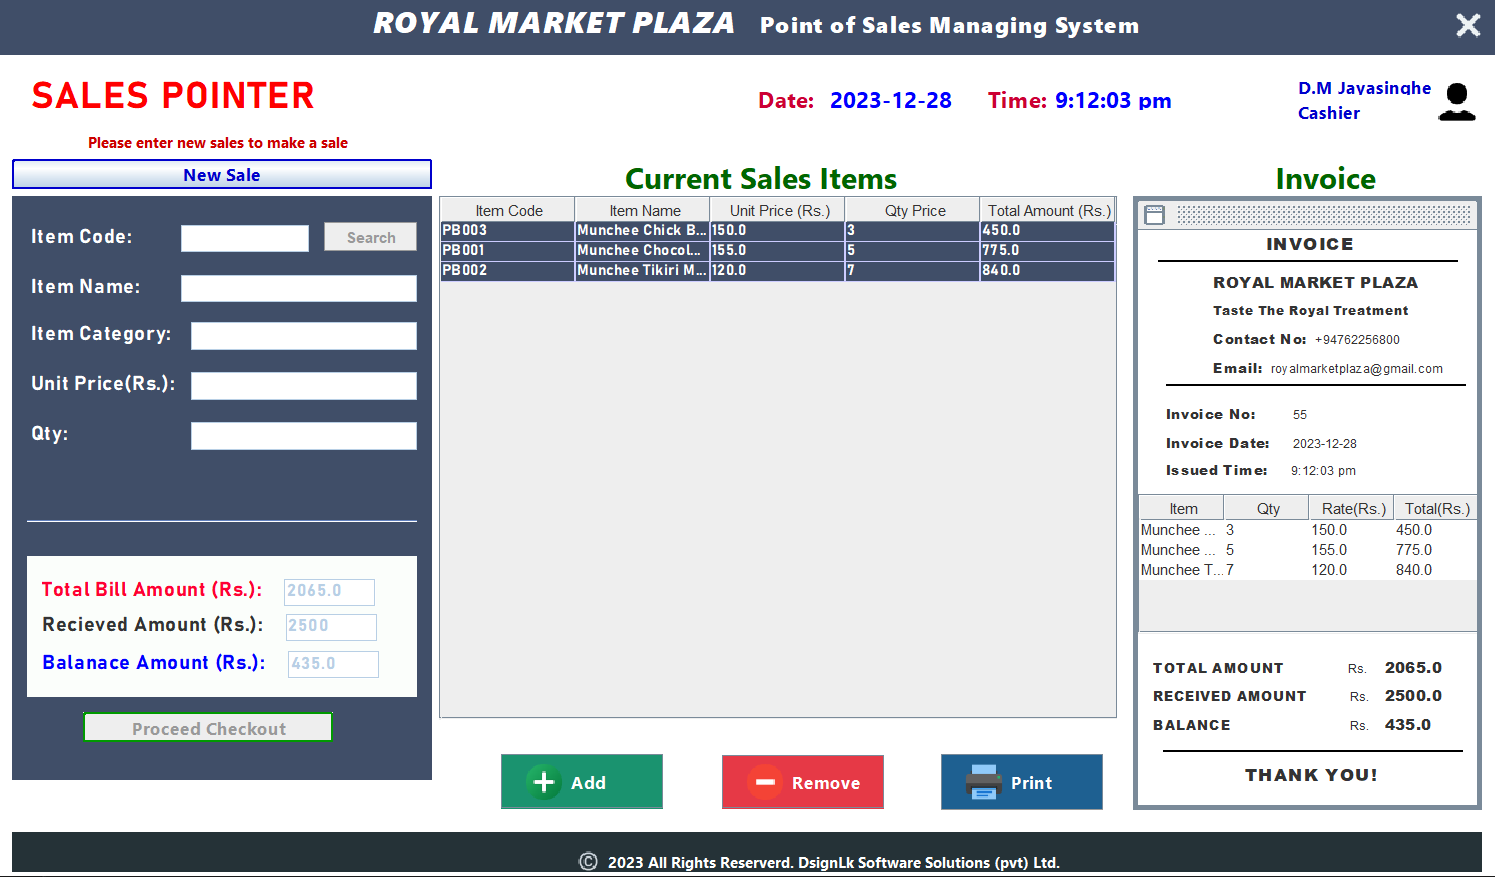 ROYAL MARKET PLAZA Point of Sales Managing System
SALES POINTER
Date: 2023-12-28 Time: 9:12:03 pm
D.M Jayasinghe
Cashier
Please enter new sales to make a sale
New Sale
Item Code:
Search
Item Name:
Item Category:
Unit Price(Rs.):
Qty:
Total Bill Amount (Rs.): 2065.0
Recieved Amount (Rs.): 2500
Balanace Amount (Rs.): 435.0
Proceed Checkout
Current Sales Items
Item Code Item Name Unit Price (Rs.) Qty Price Total Amount (Rs.)
PB003 Munchee Chick B... 150.0 3 450.0
PB001 Munchee Chocol... 155.0 5 775.0
PB002 Munchee Tikiri M... 120.0 7 840.0
Add
Remove
Print
Invoice
INVOICE
ROYAL MARKET PLAZA
Taste The Royal Treatment
Contact No: +94762256800
Email: royalmarketplaza@gmail.com
Invoice No: 55
Invoice Date: 2023-12-28
Issued Time: 9:12:03 pm
Item Qty Rate(Rs.) Total(Rs.)
Munchee ... 3 150.0 450.0
Munchee ... 5 155.0 775.0
Munchee T... 7 120.0 840.0
TOTAL AMOUNT Rs. 2065.0
RECEIVED AMOUNT Rs. 2500.0
BALANCE Rs. 435.0
THANK YOU!
© 2023 All Rights Reserverd. DsignLk Software Solutions (pvt) Ltd.